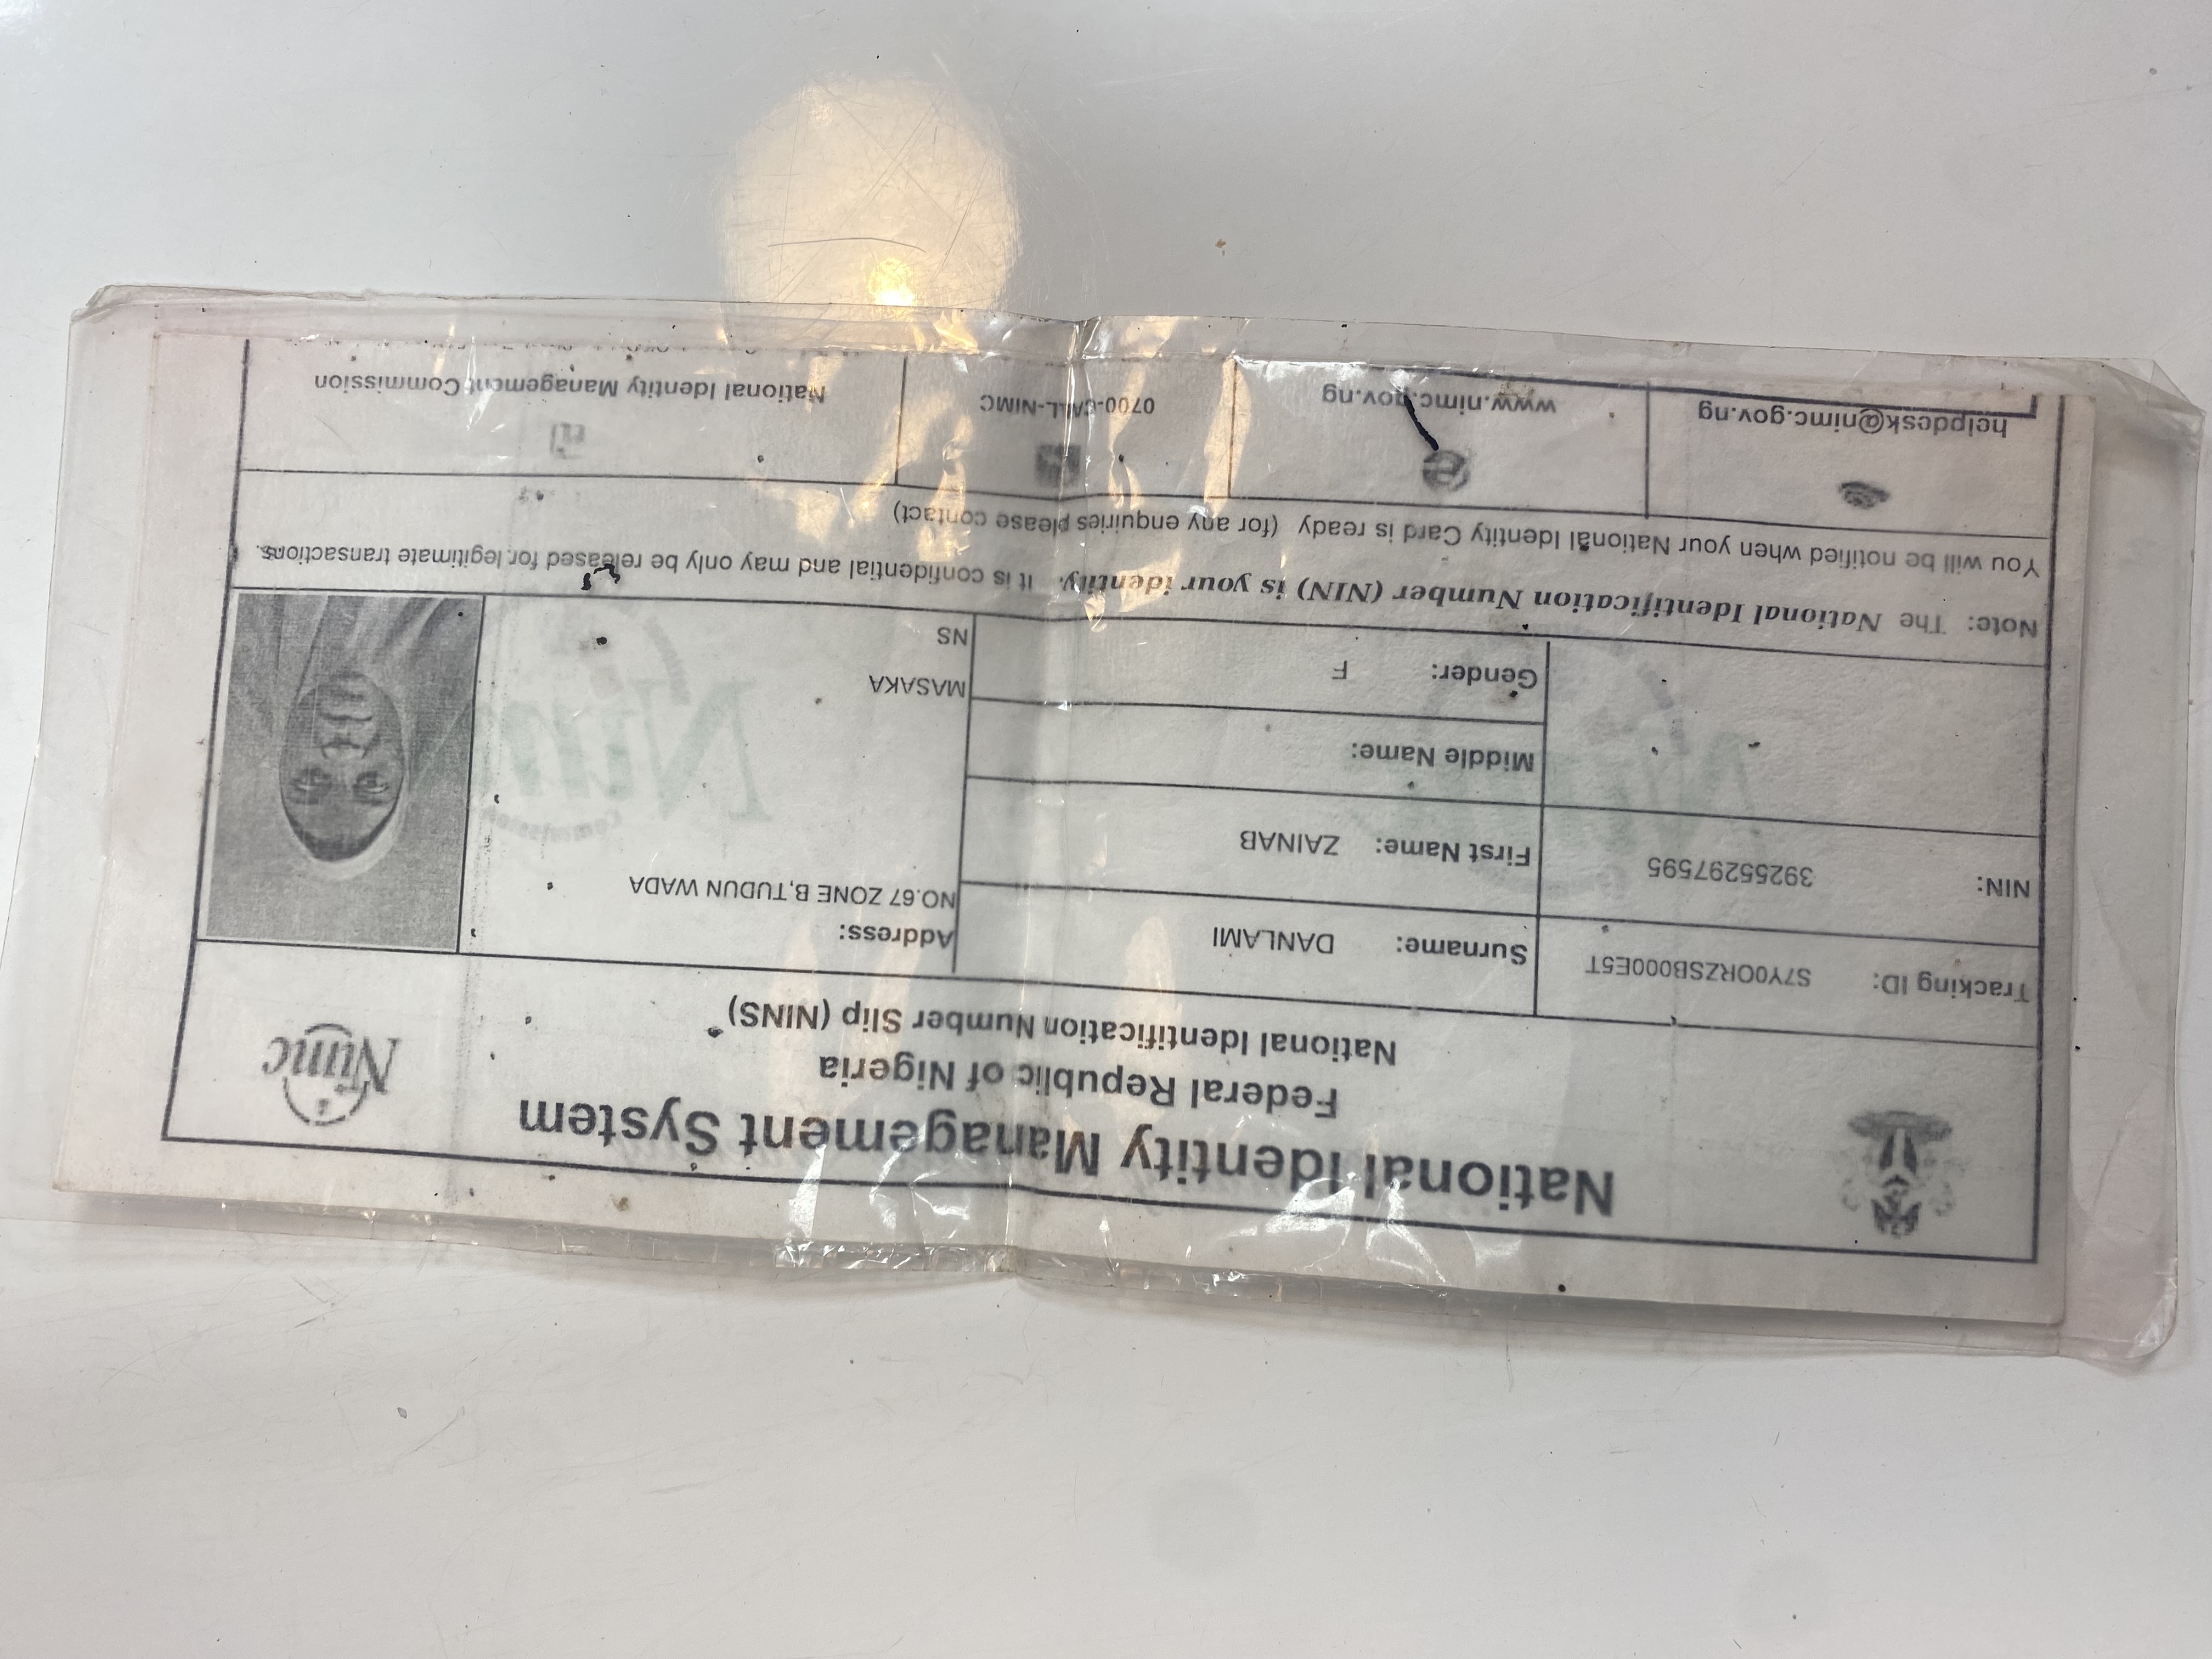 National Identity Management System
Federal Republic of Nigeria
National Identification Number Slip (NINS)
Nimc
Tracking ID: S7Y0ORZSB000E5T
Surname: DANLAMI
Address:
NO.67 ZONE B,TUDUN WADA
NIN: 39255297595
First Name: ZAINAB
Middle Name:
MASAKA
Gender: F
NS
Note: The National Identification Number (NIN) is your identity. It is confidential and may only be released for legitimate transactions.
You will be notified when your National Identity Card is ready (for any enquiries please contact)
helpdesk@nimc.gov.ng
www.nimc.gov.ng
0700-CALL-NIMC
National Identity Management Commission